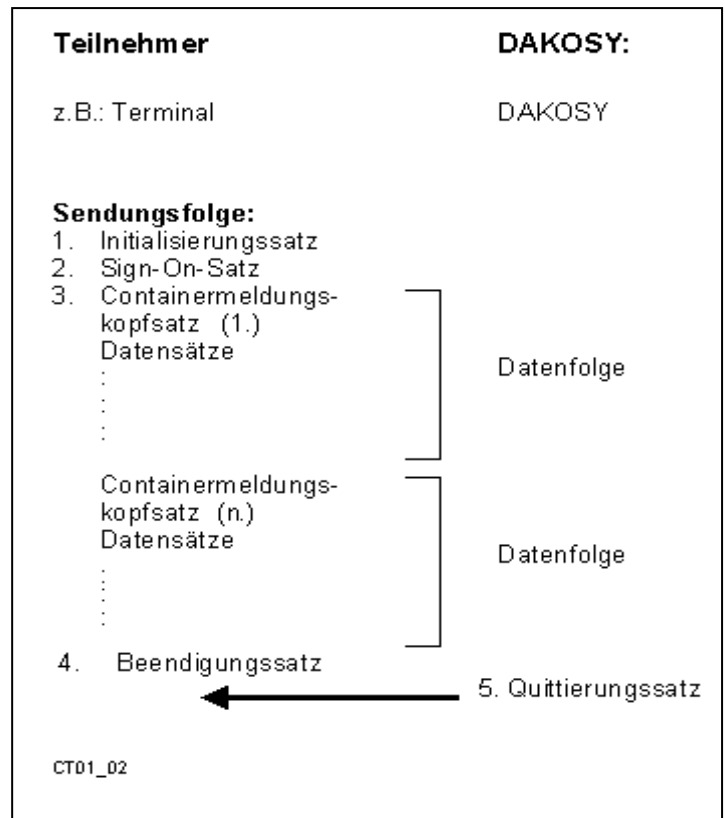 Teilnehmer DAKOSY:
z.B.: Terminal DAKOSY
Sendungsfolge:
1. Initialisierungssatz
2. Sign-On-Satz
3. Containermeldungs-
kopfsatz (1.)
Datensätze
:
:
:
Datenfolge
Containermeldungs-
kopfsatz (n.)
Datensätze
:
:
:
:
Datenfolge
4. Beendigungssatz
5. Quittierungssatz
CT01_02